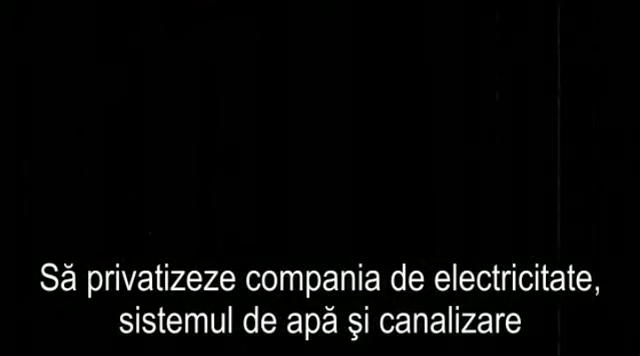 Să privatizeze compania de electricitate,
sistemul de apă şi canalizare